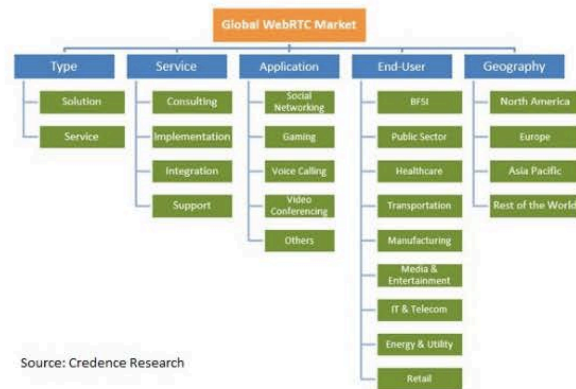 Global WebRTC Market
Type
Service
Application
End-User
Geography
Solution
Service
Consulting
Implementation
Integration
Support
Social
Networking
Gaming
Voice Calling
Video
Conferencing
Others
BFSI
Public Sector
Healthcare
Transportation
Manufacturing
Media &
Entertainment
IT & Telecom
Energy & Utility
Retail
North America
Europe
Asia Pacific
Rest of the World
Source: Credence Research